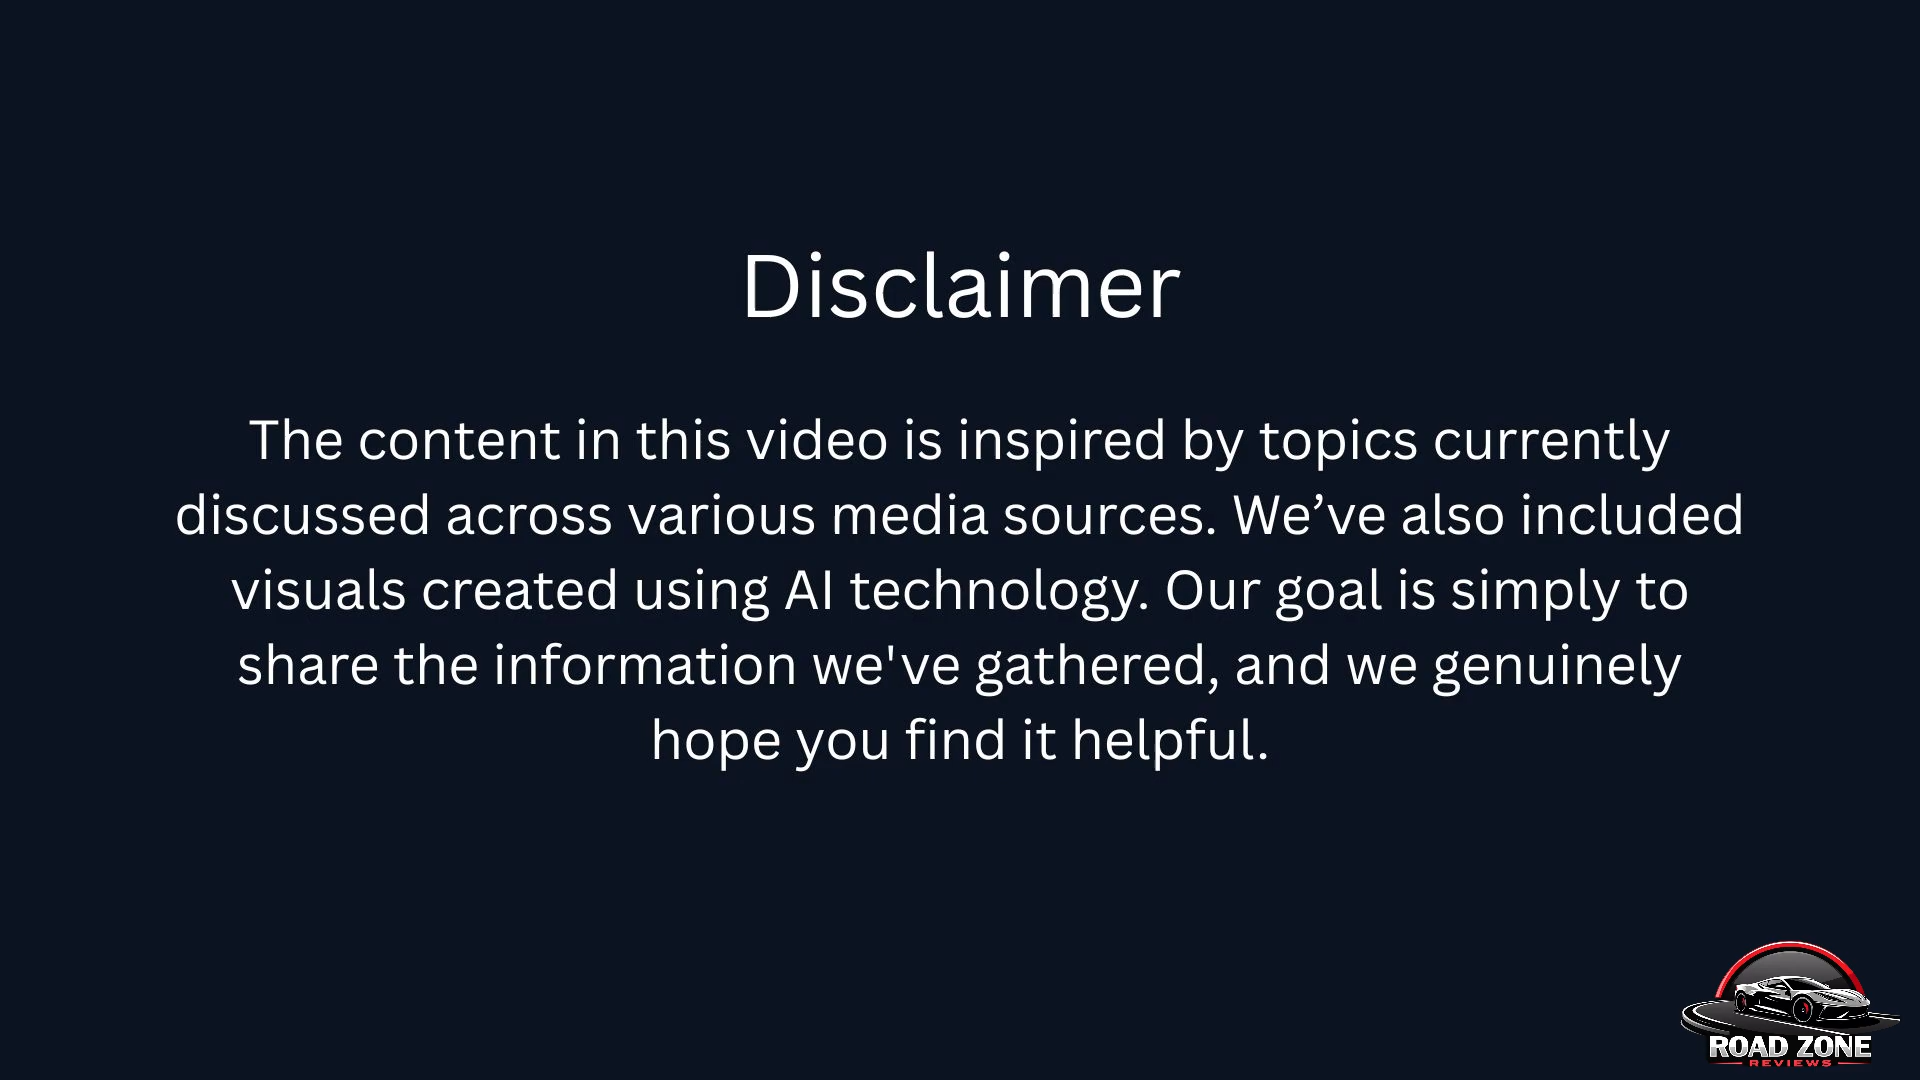 Disclaimer
The content in this video is inspired by topics currently
discussed across various media sources. We’ve also included
visuals created using AI technology. Our goal is simply to
share the information we've gathered, and we genuinely
hope you find it helpful.
ROAD ZONE
REVIEWS